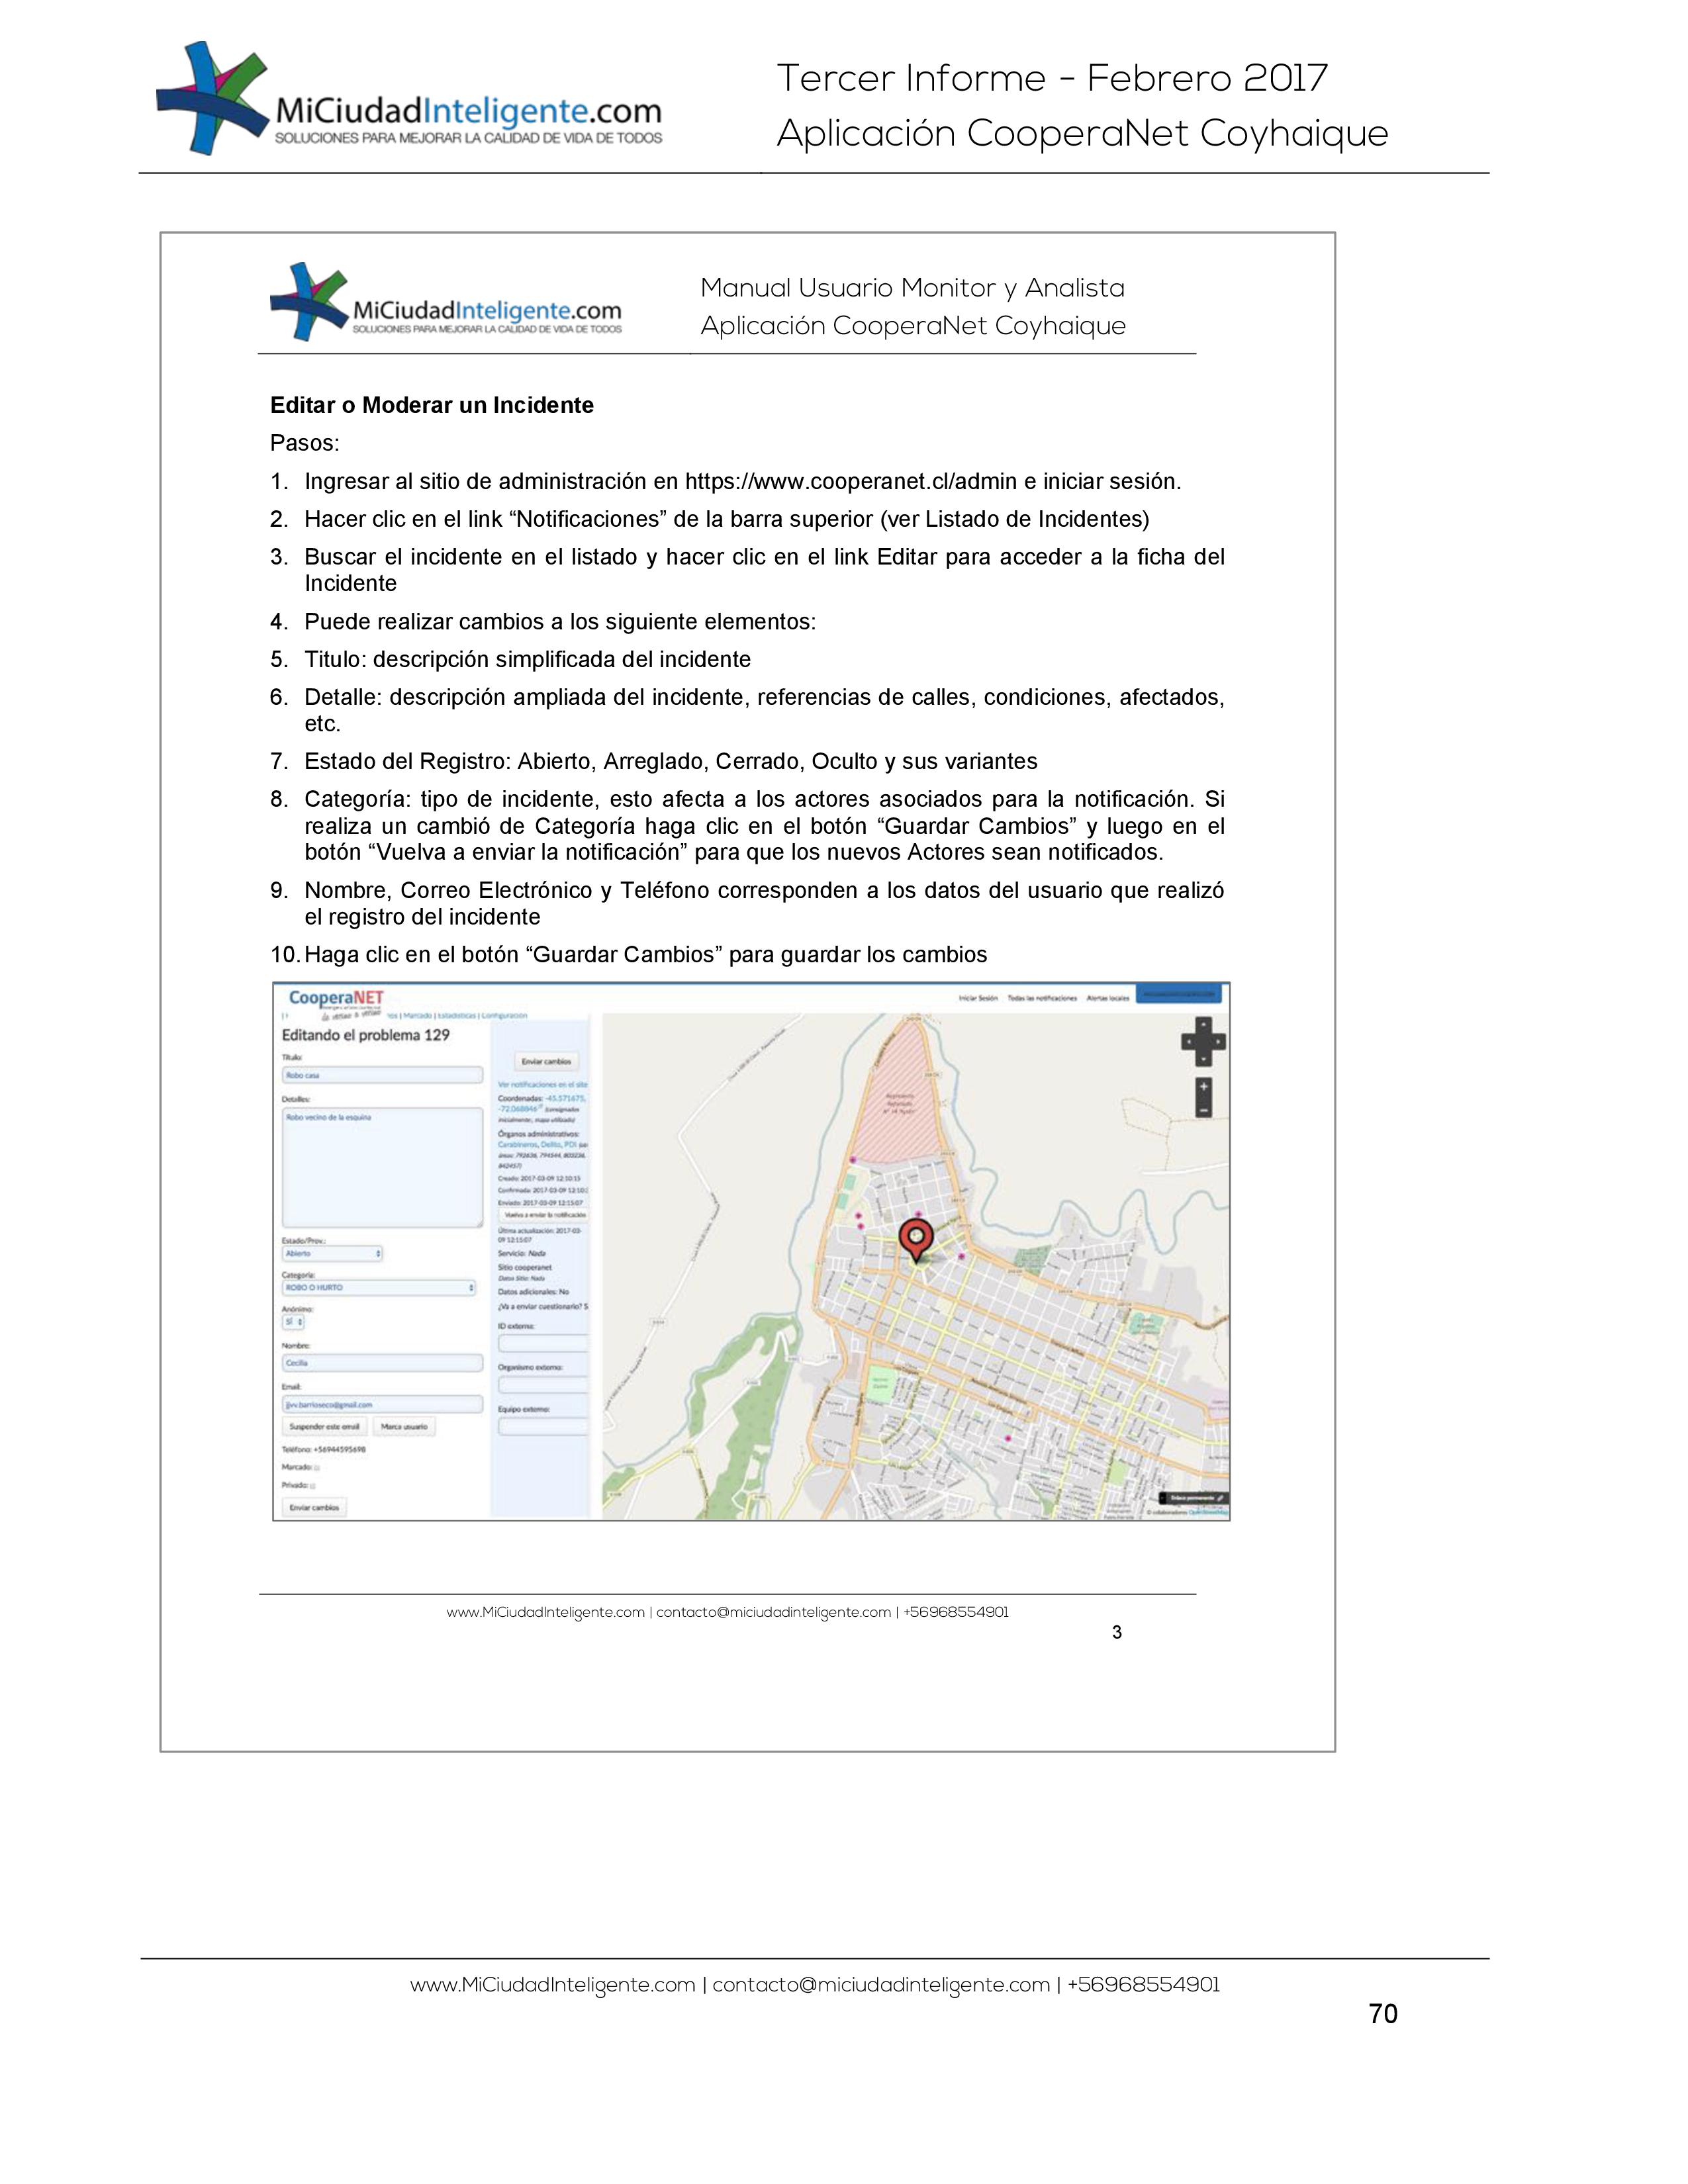 MiCiudadInteligente.com
SOLUCIONES PARA MEJORAR LA CALIDAD DE VIDA DE TODOS
Tercer Informe - Febrero 2017
Aplicación CooperaNet Coyhaique
MiCiudadInteligente.com
SOLUCIONES PARA MEJORAR LA CALIDAD DE VIDA DE TODOS
Manual Usuario Monitor y Analista
Aplicación CooperaNet Coyhaique
Editar o Moderar un Incidente
Pasos:
1. Ingresar al sitio de administración en https://www.cooperanet.cl/admin e iniciar sesión.
2. Hacer clic en el link “Notificaciones” de la barra superior (ver Listado de Incidentes)
3. Buscar el incidente en el listado y hacer clic en el link Editar para acceder a la ficha del
Incidente
4. Puede realizar cambios a los siguiente elementos:
5. Titulo: descripción simplificada del incidente
6. Detalle: descripción ampliada del incidente, referencias de calles, condiciones, afectados,
etc.
7. Estado del Registro: Abierto, Arreglado, Cerrado, Oculto y sus variantes
8. Categoría: tipo de incidente, esto afecta a los actores asociados para la notificación. Si
realiza un cambió de Categoría haga clic en el botón “Guardar Cambios” y luego en el
botón “Vuelva a enviar la notificación” para que los nuevos Actores sean notificados.
9. Nombre, Correo Electrónico y Teléfono corresponden a los datos del usuario que realizó
el registro del incidente
10. Haga clic en el botón “Guardar Cambios” para guardar los cambios
CooperaNET
Iniciar Sesión Todas las notificaciones Alertas locales
| Marcado | Estadísticas | Configuración
Editando el problema 129
Título:
Robo casa
Detalles:
Robo vecino de la esquina
Estado/Prov.:
Abierto
Categoría:
ROBO O HURTO
Anónimo:
Sí
Nombre:
Cecilia
Email:
jjvv.barrioseco@gmail.com
Suspender este email Marca usuario
Teléfono: +56944595698
Marcado:
Privado:
Enviar cambios
Enviar cambios
Ver notificaciones en el sitio
Coordenadas: -45.571675,
-72.068846
inicialmente, mapa utilizado)
Órganos administrativos:
Carabineros, Delito, PDI
Creado: 2017-03-09 12:10:15
Confirmado: 2017-03-09 12:10:
Enviado: 2017-03-09 12:15:07
Vuelva a enviar la notificación
Última actualización: 2017-03-
09 12:15:07
Servicio: Nada
Sitio cooperanet
Datos Sitio: Nada
Datos adicionales: No
¿Va a enviar cuestionario? S
ID externo:
Organismo externo:
Equipo externo:
Enlace permanente
© colaboradores OpenStreetMap
www.MiCiudadInteligente.com | contacto@miciudadinteligente.com | +56968554901
3
www.MiCiudadInteligente.com | contacto@miciudadinteligente.com | +56968554901
70